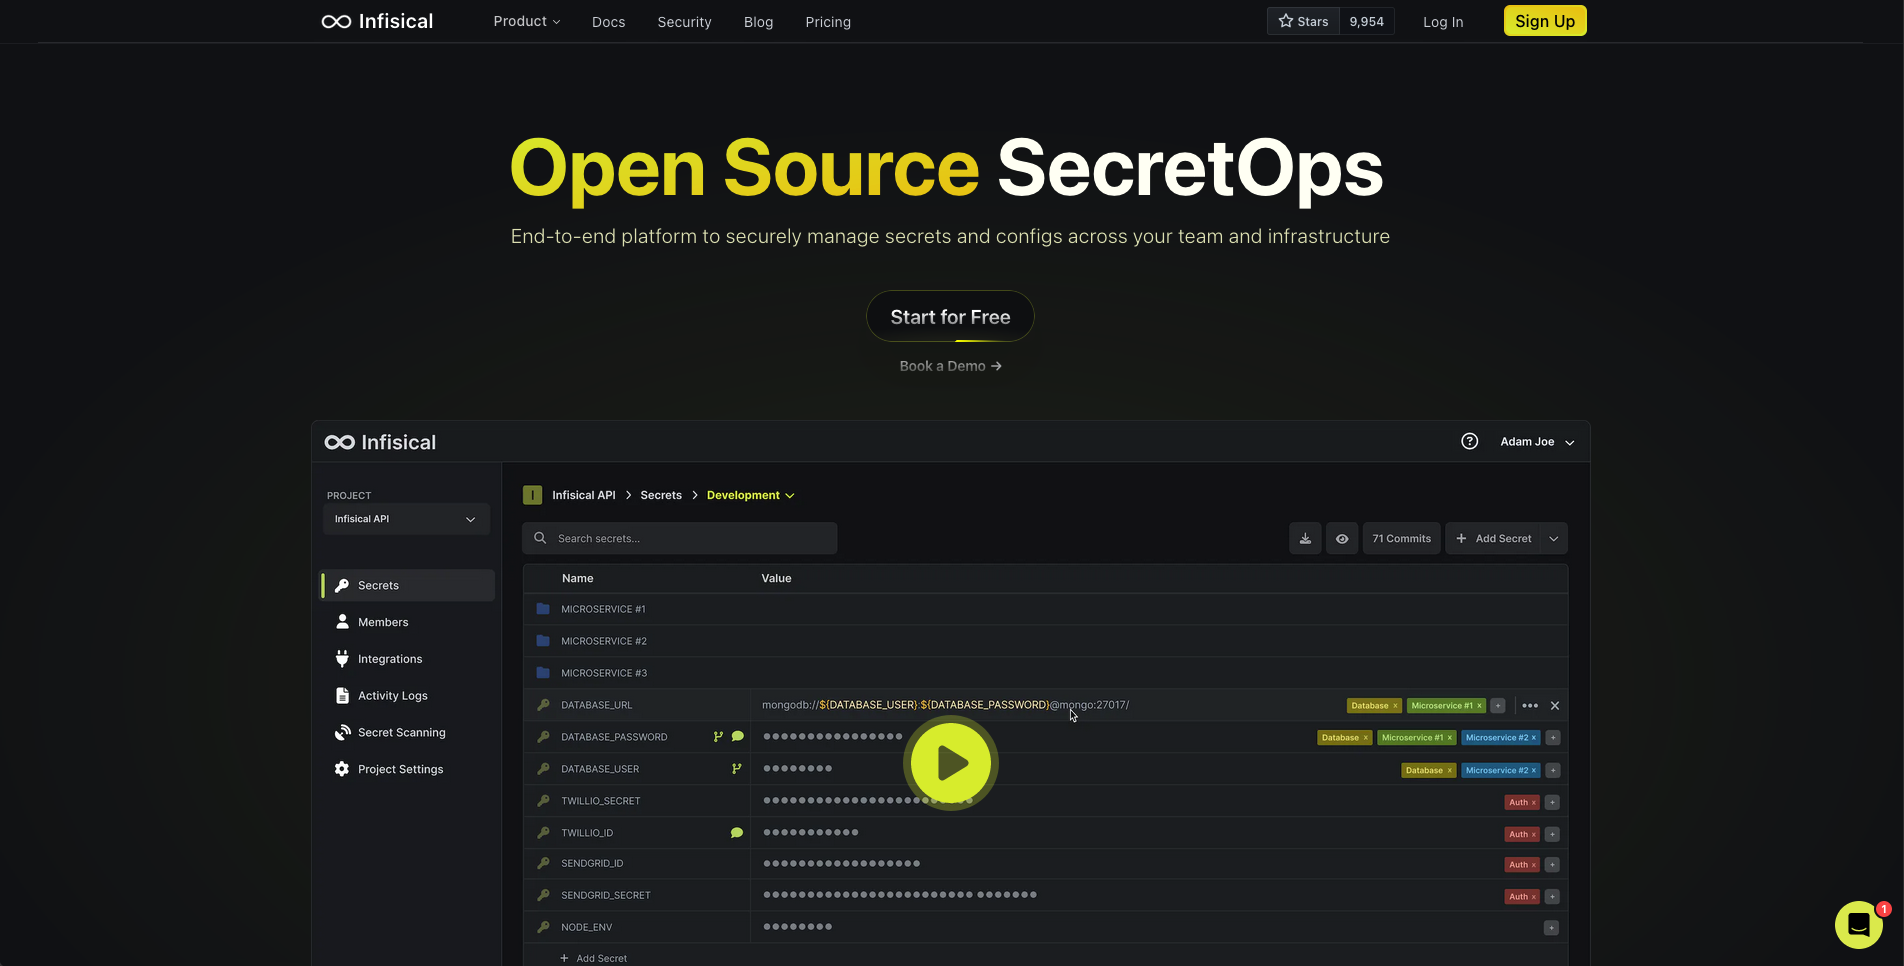 Infisical Product Docs Security Blog Pricing Stars 9,954 Log In Sign Up
Open Source SecretOps
End-to-end platform to securely manage secrets and configs across your team and infrastructure
Start for Free
Book a Demo →
Infisical ? Adam Joe
PROJECT
Infisical API
Secrets
Members
Integrations
Activity Logs
Secret Scanning
Project Settings
I Infisical API > Secrets > Development
Search secrets... 71 Commits + Add Secret
Name Value
MICROSERVICE #1
MICROSERVICE #2
MICROSERVICE #3
DATABASE_URL mongodb://${DATABASE_USER}:${DATABASE_PASSWORD}@mongo:27017/ Database × Microservice #1 × + ••• ×
DATABASE_PASSWORD Database × Microservice #1 × Microservice #2 × +
DATABASE_USER Database × Microservice #2 × +
TWILLIO_SECRET Auth × +
TWILLIO_ID Auth × +
SENDGRID_ID Auth × +
SENDGRID_SECRET Auth × +
NODE_ENV +
+ Add Secret
1